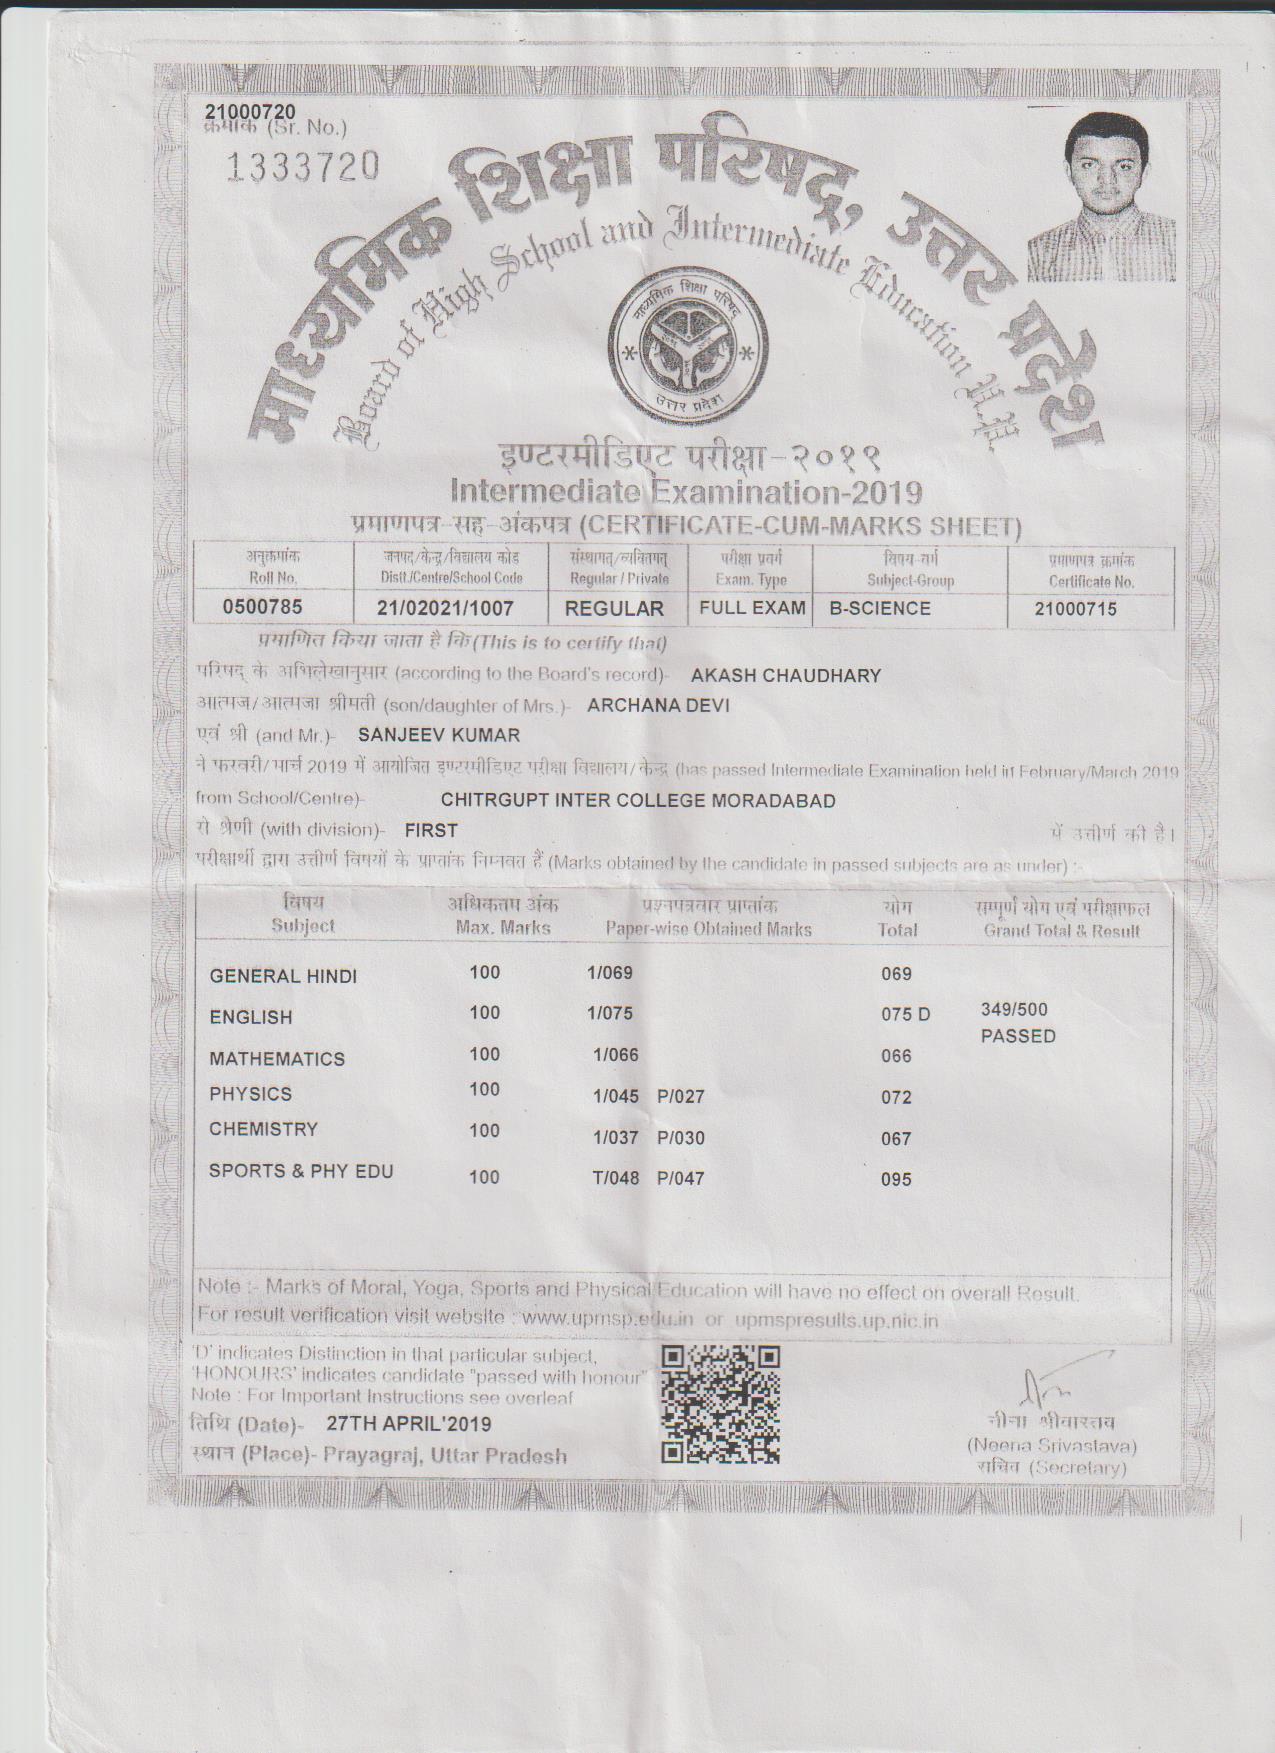 21000720
क्रमांक (Sr. No.)
1333720
माध्यमिक शिक्षा परिषद्, उत्तर प्रदेश
Board of High School and Intermediate Education U.P.
माध्यमिक शिक्षा परिषद्
उत्तर प्रदेश
इण्टरमीडिएट परीक्षा-२०१९
Intermediate Examination-2019
प्रमाणपत्र-सह-अंकपत्र (CERTIFICATE-CUM-MARKS SHEET)
अनुक्रमांक जनपद/केन्द्र/विद्यालय कोड संस्थागत्/व्यक्तिगत् परीक्षा प्रवर्ग विषय-वर्ग प्रमाणपत्र क्रमांक
Roll No. Distt./Centre/School Code Regular / Private Exam. Type Subject-Group Certificate No.
0500785 21/02021/1007 REGULAR FULL EXAM B-SCIENCE 21000715
प्रमाणित किया जाता है कि (This is to certify that)
परिषद् के अभिलेखानुसार (according to the Board's record)- AKASH CHAUDHARY
आत्मज/आत्मजा श्रीमती (son/daughter of Mrs.)- ARCHANA DEVI
एवं श्री (and Mr.)- SANJEEV KUMAR
ने फरवरी/मार्च 2019 में आयोजित इण्टरमीडिएट परीक्षा विद्यालय/केन्द्र (has passed Intermediate Examination held in February/March 2019
from School/Centre)- CHITRGUPT INTER COLLEGE MORADABAD
से श्रेणी (with division)- FIRST में उत्तीर्ण की है।
परीक्षार्थी द्वारा उत्तीर्ण विषयों के प्राप्तांक निम्नवत हैं (Marks obtained by the candidate in passed subjects are as under) :-
विषय अधिकतम अंक प्रश्नपत्रवार प्राप्तांक योग सम्पूर्ण योग एवं परीक्षाफल
Subject Max. Marks Paper-wise Obtained Marks Total Grand Total & Result
GENERAL HINDI 100 1/069 069
ENGLISH 100 1/075 075 D 349/500
PASSED
MATHEMATICS 100 1/066 066
PHYSICS 100 1/045 P/027 072
CHEMISTRY 100 1/037 P/030 067
SPORTS & PHY EDU 100 T/048 P/047 095
Note :- Marks of Moral, Yoga, Sports and Physical Education will have no effect on overall Result.
For result verification visit website : www.upmsp.edu.in or upmspresults.up.nic.in
'D' indicates Distinction in that particular subject,
'HONOURS' indicates candidate "passed with honour"
Note : For Important Instructions see overleaf
तिथि (Date)- 27TH APRIL'2019
स्थान (Place)- Prayagraj, Uttar Pradesh
नीना श्रीवास्तव
(Neena Srivastava)
सचिव (Secretary)